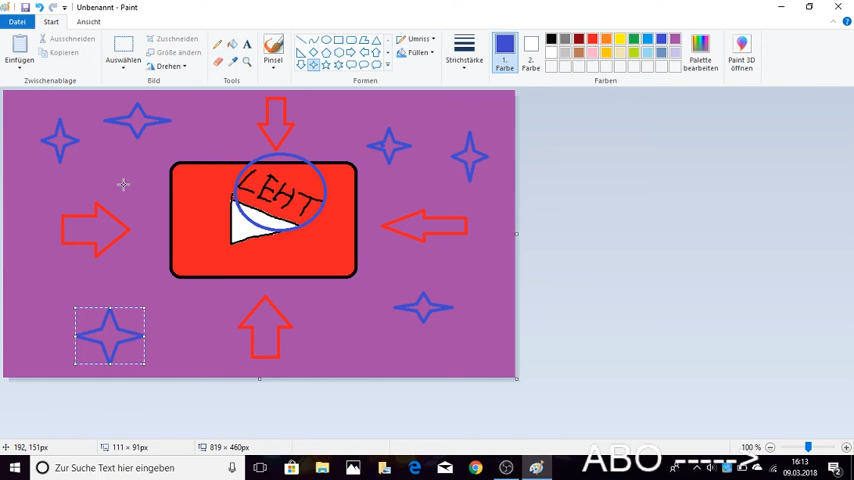 Unbenannt - Paint
Datei Start Ansicht
Einfügen
Ausschneiden
Kopieren
Zwischenablage
Auswählen
Zuschneiden
Größe ändern
Drehen
Bild
A
Tools
Pinsel
Umriss
Füllen
Formen
Strichstärke
1.
Farbe
2.
Farbe
Farben
Palette
bearbeiten
Paint 3D
öffnen
LEHT
192, 151px
111 × 91px
819 × 460px
100 %
Zur Suche Text hier eingeben
ABO ----->
16:13
09.03.2018